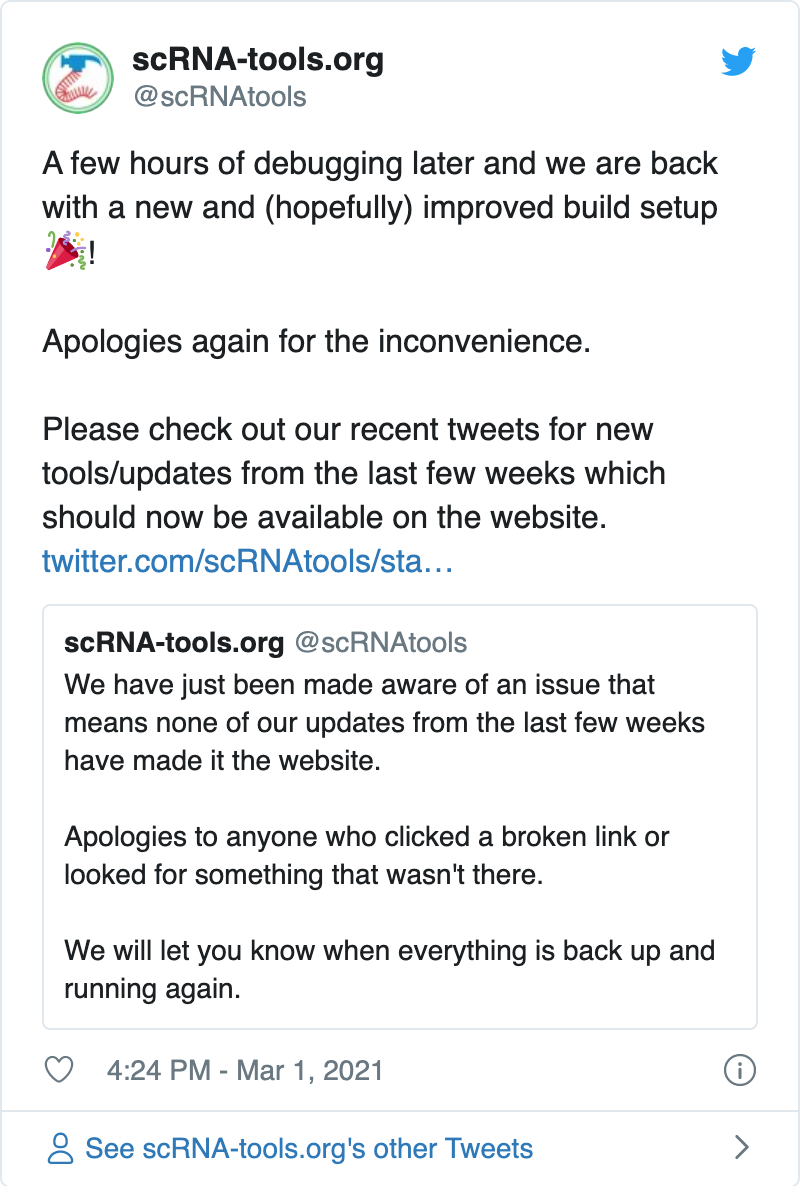 scRNA-tools.org
@scRNAtools
A few hours of debugging later and we are back
with a new and (hopefully) improved build setup
🎉!
Apologies again for the inconvenience.
Please check out our recent tweets for new
tools/updates from the last few weeks which
should now be available on the website.
twitter.com/scRNAtools/sta…
scRNA-tools.org @scRNAtools
We have just been made aware of an issue that
means none of our updates from the last few weeks
have made it the website.
Apologies to anyone who clicked a broken link or
looked for something that wasn't there.
We will let you know when everything is back up and
running again.
4:24 PM - Mar 1, 2021
See scRNA-tools.org's other Tweets